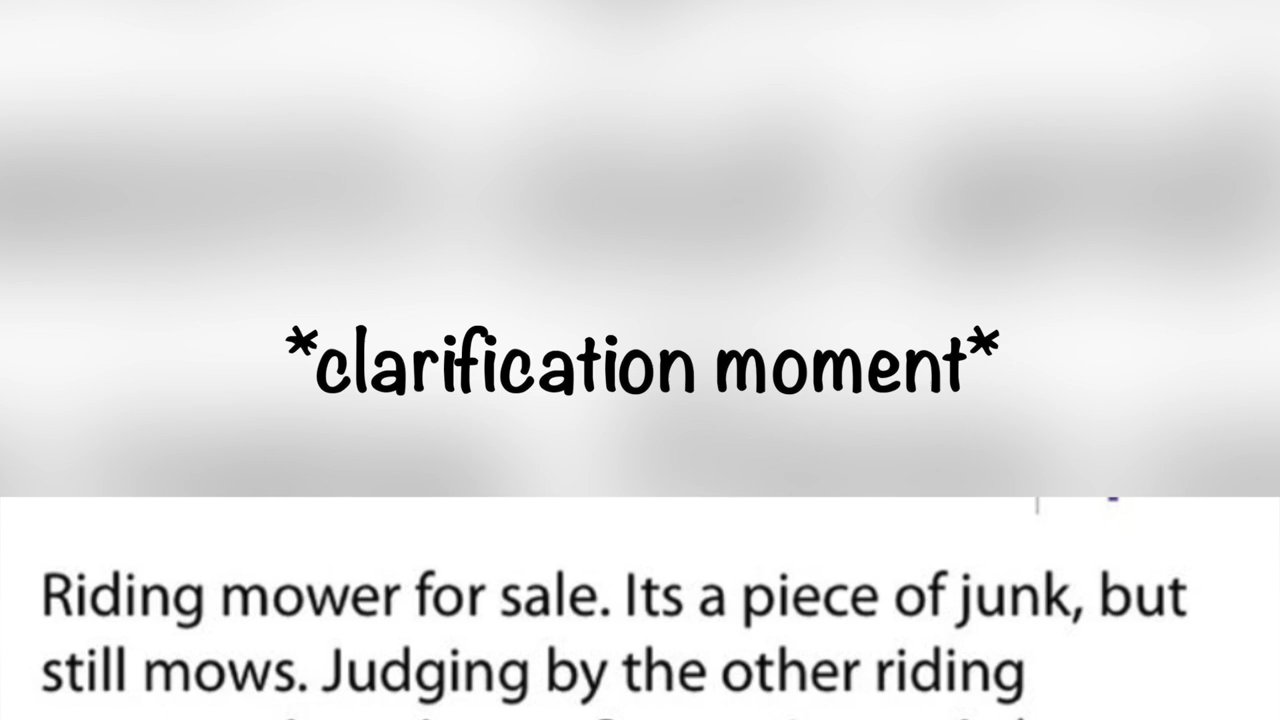 *clarification moment*
Riding mower for sale. Its a piece of junk, but
still mows. Judging by the other riding